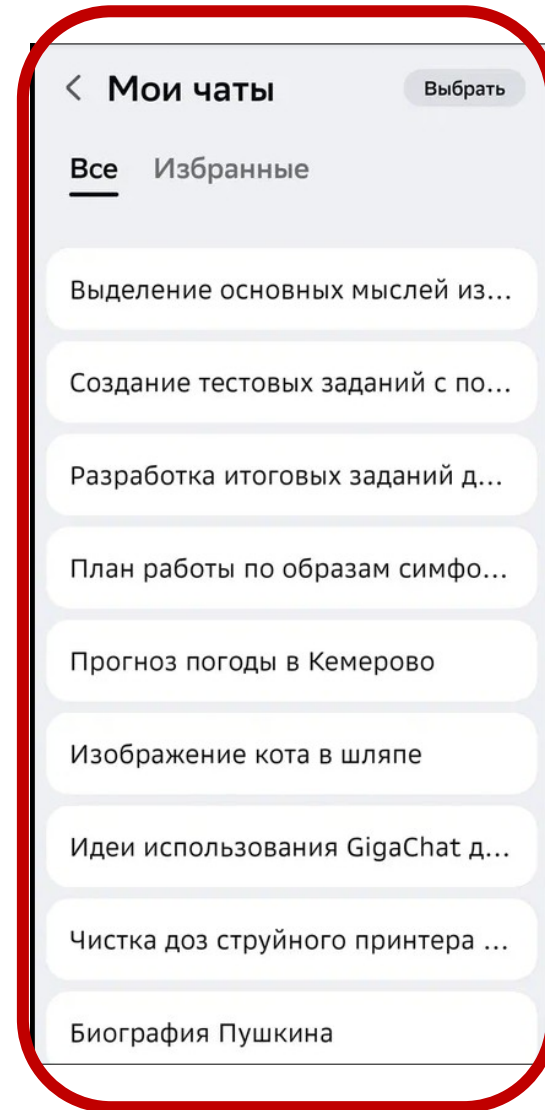 Мои чаты
Выбрать
Все Избранные
Выделение основных мыслей из...
Создание тестовых заданий с по...
Разработка итоговых заданий д...
План работы по образам симфо...
Прогноз погоды в Кемерово
Изображение кота в шляпе
Идеи использования GigaChat д...
Чистка доз струйного принтера ...
Биография Пушкина